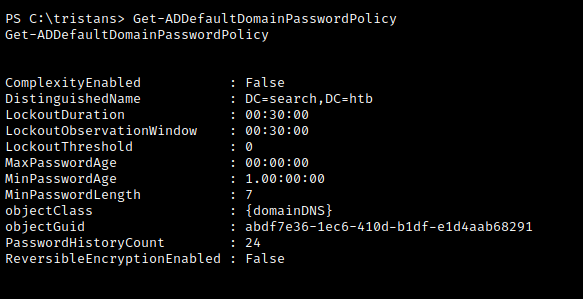 PS C:\tristans> Get-ADDefaultDomainPasswordPolicy
Get-ADDefaultDomainPasswordPolicy
ComplexityEnabled : False
DistinguishedName : DC=search,DC=htb
LockoutDuration : 00:30:00
LockoutObservationWindow : 00:30:00
LockoutThreshold : 0
MaxPasswordAge : 00:00:00
MinPasswordAge : 1.00:00:00
MinPasswordLength : 7
objectClass : {domainDNS}
objectGuid : abdf7e36-1ec6-410d-b1df-e1d4aab68291
PasswordHistoryCount : 24
ReversibleEncryptionEnabled : False